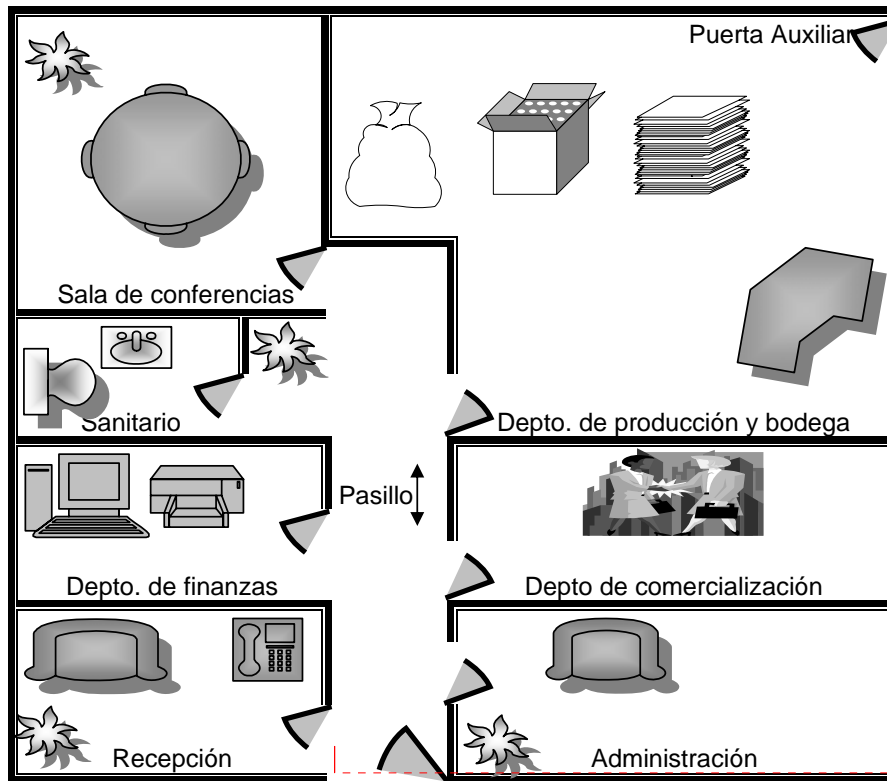 Puerta Auxiliar
Sala de conferencias
Sanitario
Depto. de producción y bodega
Pasillo
Depto. de finanzas
Depto de comercialización
Recepción
Administración